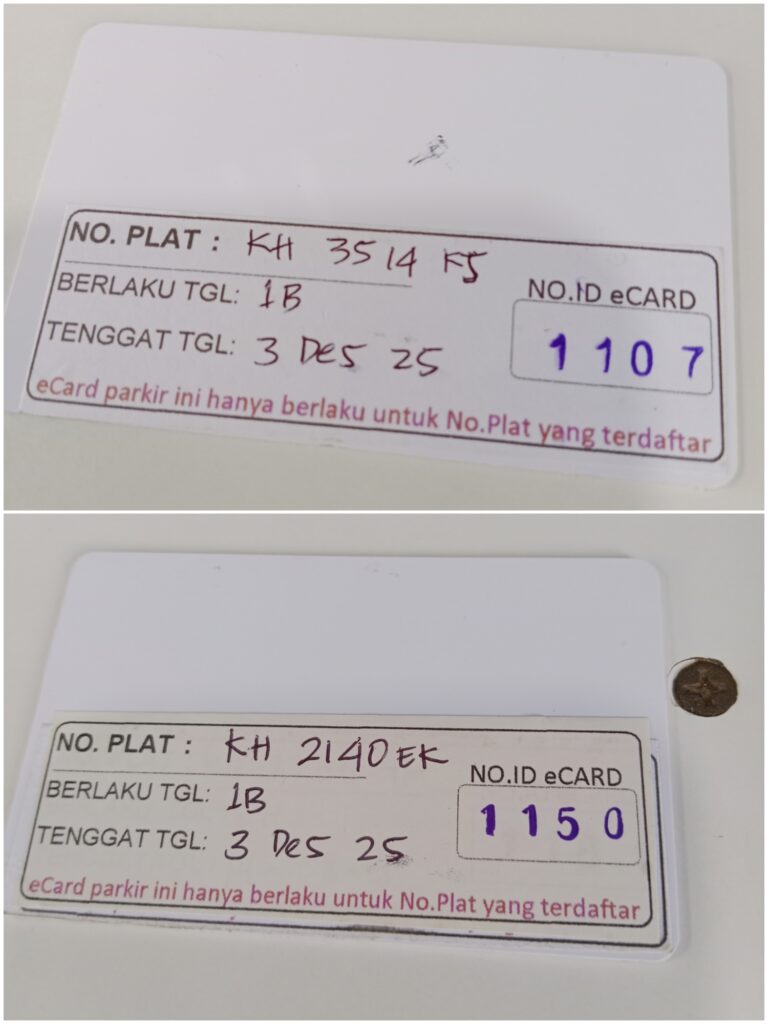 NO. PLAT : KH 3514 FJ
BERLAKU TGL: 1B
TENGGAT TGL: 3 Des 25
NO.ID eCARD
1107
eCard parkir ini hanya berlaku untuk No.Plat yang terdaftar
NO. PLAT : KH 2140 EK
BERLAKU TGL: 1B
TENGGAT TGL: 3 Des 25
NO.ID eCARD
1150
eCard parkir ini hanya berlaku untuk No.Plat yang terdaftar